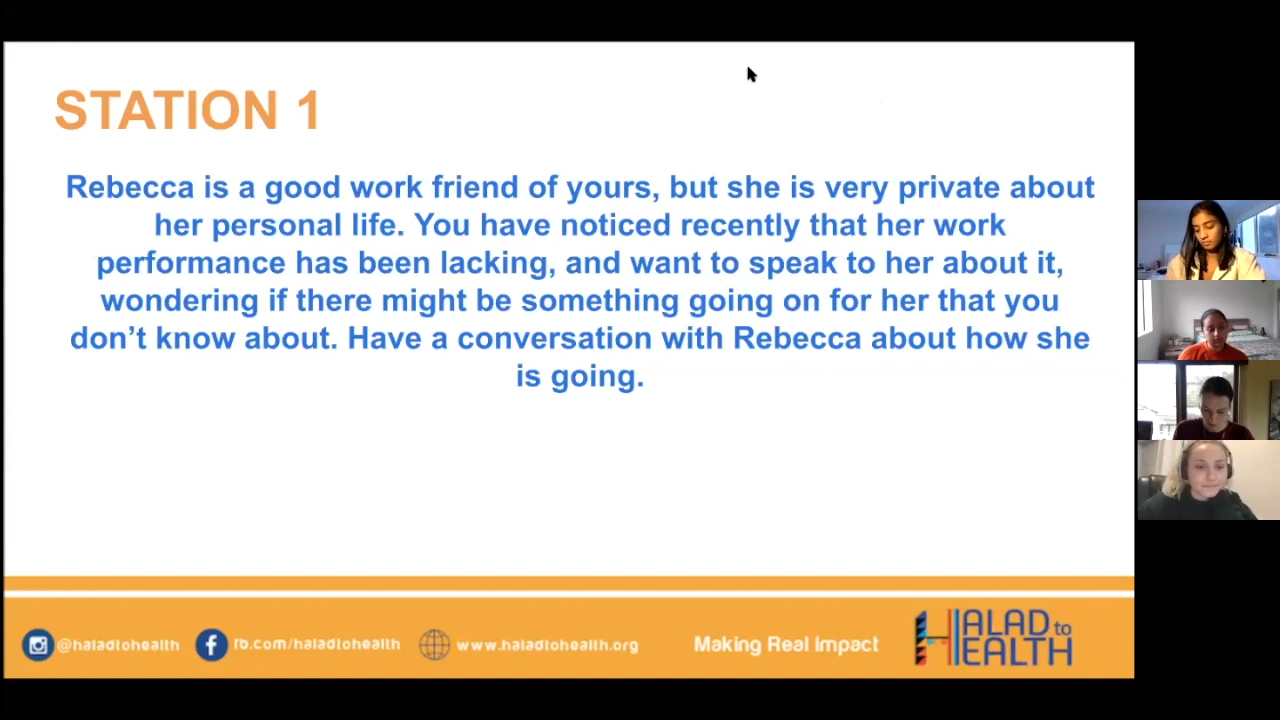 STATION 1
Rebecca is a good work friend of yours, but she is very private about
her personal life. You have noticed recently that her work
performance has been lacking, and want to speak to her about it,
wondering if there might be something going on for her that you
don't know about. Have a conversation with Rebecca about how she
is going.
@haladtohealth
fb.com/haladtohealth
www.haladtohealth.org
Making Real Impact
HALAD to
HEALTH